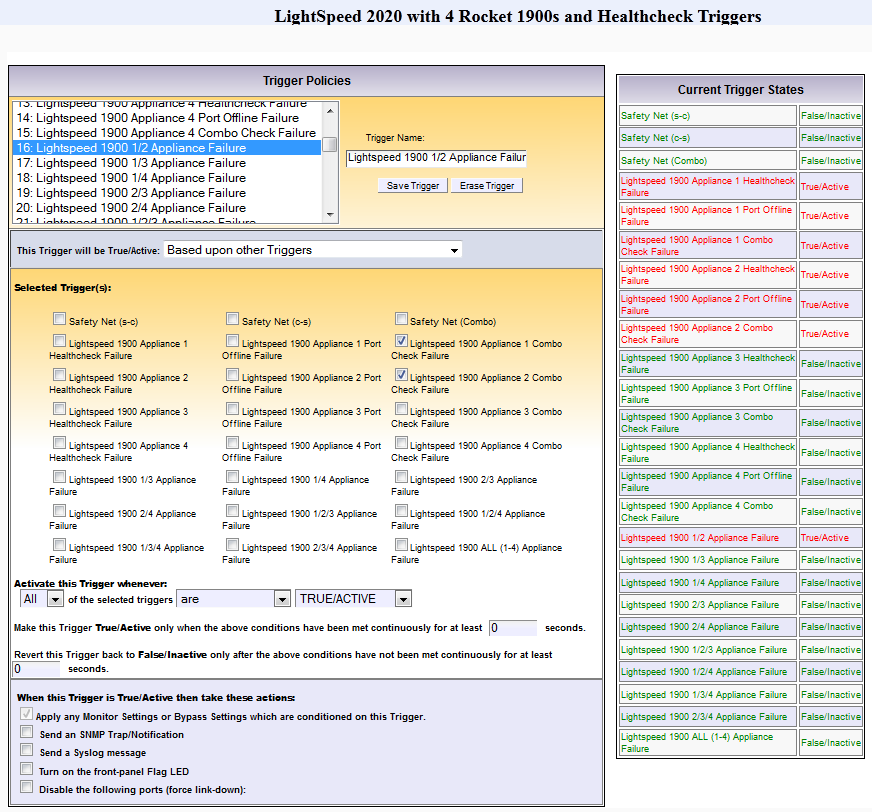 LightSpeed 2020 with 4 Rocket 1900s and Healthcheck Triggers
Trigger Policies
13: Lightspeed 1900 Appliance 4 Healthcheck Failure
14: Lightspeed 1900 Appliance 4 Port Offline Failure
15: Lightspeed 1900 Appliance 4 Combo Check Failure
16: Lightspeed 1900 1/2 Appliance Failure
17: Lightspeed 1900 1/3 Appliance Failure
18: Lightspeed 1900 1/4 Appliance Failure
19: Lightspeed 1900 2/3 Appliance Failure
20: Lightspeed 1900 2/4 Appliance Failure
21: Lightspeed 1900 1/2/3 Appliance Failure
Trigger Name:
Lightspeed 1900 1/2 Appliance Failur
Save Trigger Erase Trigger
This Trigger will be True/Active: Based upon other Triggers
Selected Trigger(s):
Safety Net (s-c) Safety Net (c-s) Safety Net (Combo)
Lightspeed 1900 Appliance 1 Lightspeed 1900 Appliance 1 Port Lightspeed 1900 Appliance 1 Combo
Healthcheck Failure Offline Failure Check Failure
Lightspeed 1900 Appliance 2 Lightspeed 1900 Appliance 2 Port Lightspeed 1900 Appliance 2 Combo
Healthcheck Failure Offline Failure Check Failure
Lightspeed 1900 Appliance 3 Lightspeed 1900 Appliance 3 Port Lightspeed 1900 Appliance 3 Combo
Healthcheck Failure Offline Failure Check Failure
Lightspeed 1900 Appliance 4 Lightspeed 1900 Appliance 4 Port Lightspeed 1900 Appliance 4 Combo
Healthcheck Failure Offline Failure Check Failure
Lightspeed 1900 1/3 Appliance Lightspeed 1900 1/4 Appliance Lightspeed 1900 2/3 Appliance
Failure Failure Failure
Lightspeed 1900 2/4 Appliance Lightspeed 1900 1/2/3 Appliance Lightspeed 1900 1/2/4 Appliance
Failure Failure Failure
Lightspeed 1900 1/3/4 Appliance Lightspeed 1900 2/3/4 Appliance Lightspeed 1900 ALL (1-4) Appliance
Failure Failure Failure
Activate this Trigger whenever:
All of the selected triggers are TRUE/ACTIVE
Make this Trigger True/Active only when the above conditions have been met continuously for at least 0 seconds.
Revert this Trigger back to False/Inactive only after the above conditions have not been met continuously for at least
0 seconds.
When this Trigger is True/Active then take these actions:
Apply any Monitor Settings or Bypass Settings which are conditioned on this Trigger.
Send an SNMP Trap/Notification
Send a Syslog message
Turn on the front-panel Flag LED
Disable the following ports (force link-down):
Current Trigger States
Safety Net (s-c) False/Inactive
Safety Net (c-s) False/Inactive
Safety Net (Combo) False/Inactive
Lightspeed 1900 Appliance 1 Healthcheck
Failure True/Active
Lightspeed 1900 Appliance 1 Port Offline
Failure True/Active
Lightspeed 1900 Appliance 1 Combo
Check Failure True/Active
Lightspeed 1900 Appliance 2 Healthcheck
Failure True/Active
Lightspeed 1900 Appliance 2 Port Offline
Failure True/Active
Lightspeed 1900 Appliance 2 Combo
Check Failure True/Active
Lightspeed 1900 Appliance 3 Healthcheck
Failure False/Inactive
Lightspeed 1900 Appliance 3 Port Offline
Failure False/Inactive
Lightspeed 1900 Appliance 3 Combo
Check Failure False/Inactive
Lightspeed 1900 Appliance 4 Healthcheck
Failure False/Inactive
Lightspeed 1900 Appliance 4 Port Offline
Failure False/Inactive
Lightspeed 1900 Appliance 4 Combo
Check Failure False/Inactive
Lightspeed 1900 1/2 Appliance Failure True/Active
Lightspeed 1900 1/3 Appliance Failure False/Inactive
Lightspeed 1900 1/4 Appliance Failure False/Inactive
Lightspeed 1900 2/3 Appliance Failure False/Inactive
Lightspeed 1900 2/4 Appliance Failure False/Inactive
Lightspeed 1900 1/2/3 Appliance Failure False/Inactive
Lightspeed 1900 1/2/4 Appliance Failure False/Inactive
Lightspeed 1900 1/3/4 Appliance Failure False/Inactive
Lightspeed 1900 2/3/4 Appliance Failure False/Inactive
Lightspeed 1900 ALL (1-4) Appliance
Failure False/Inactive